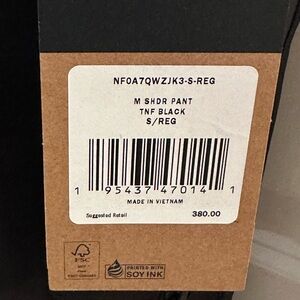 NF0A7QWZJK3-S-REG
M SHDR PANT
TNF BLACK
S/REG
1 95437 47014 1
MADE IN VIETNAM
Suggested Retail 380.00
FSC
PRINTED WITH
SOY INK